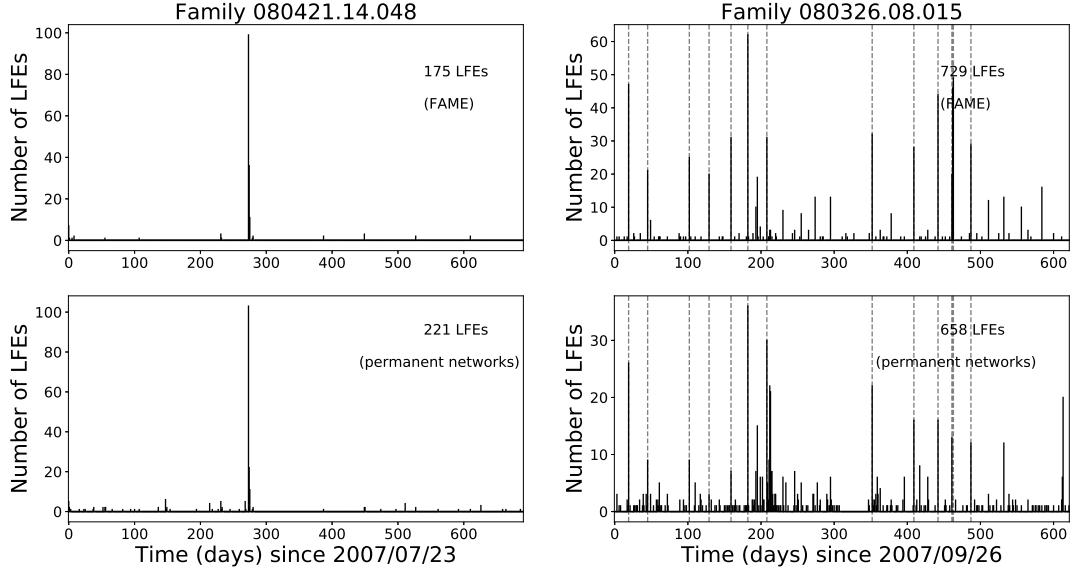 Family 080421.14.048
Number of LFEs
100
80
60
40
20
0
175 LFEs
(FAME)
0 100 200 300 400 500 600
Family 080326.08.015
Number of LFEs
60
50
40
30
20
10
0
729 LFEs
(FAME)
0 100 200 300 400 500 600
Number of LFEs
100
80
60
40
20
0
221 LFEs
(permanent networks)
0 100 200 300 400 500 600
Time (days) since 2007/07/23
Number of LFEs
30
20
10
0
658 LFEs
(permanent networks)
0 100 200 300 400 500 600
Time (days) since 2007/09/26